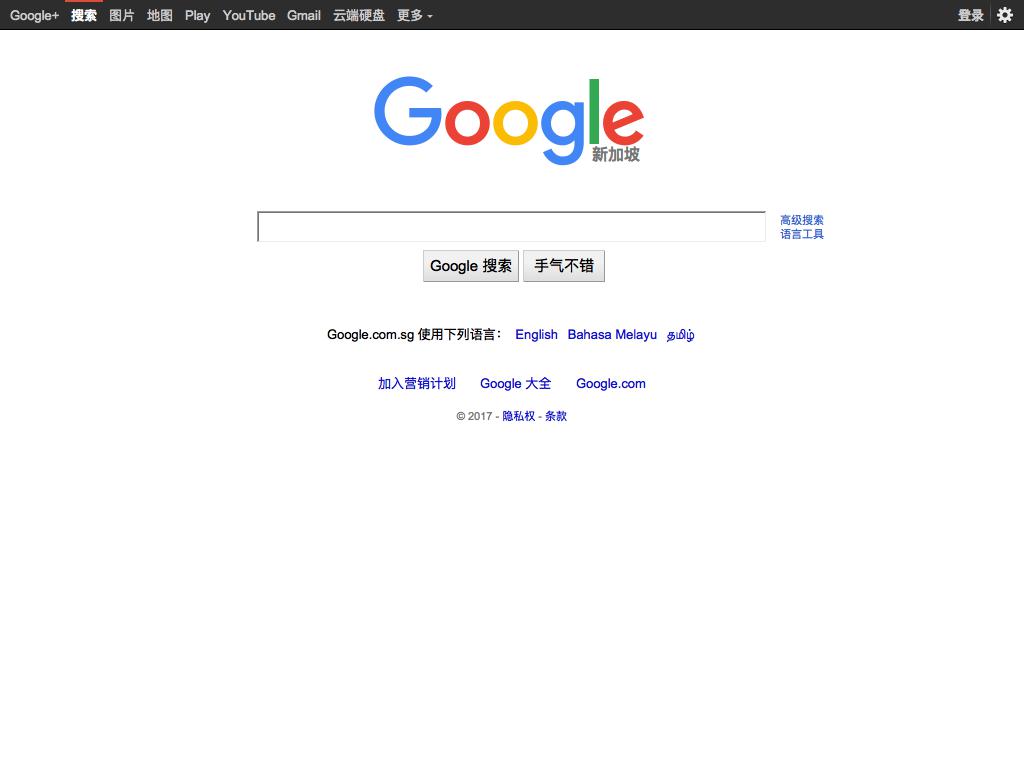 Google+ 搜索 图片 地图 Play YouTube Gmail 云端硬盘 更多 登录
Google
新加坡
高级搜索
语言工具
Google 搜索 手气不错
Google.com.sg 使用下列语言： English Bahasa Melayu தமிழ்
加入营销计划 Google 大全 Google.com
© 2017 - 隐私权 - 条款